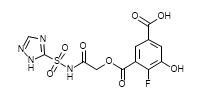 O OH
N O
N O O
N S N O OH
N H O H O F